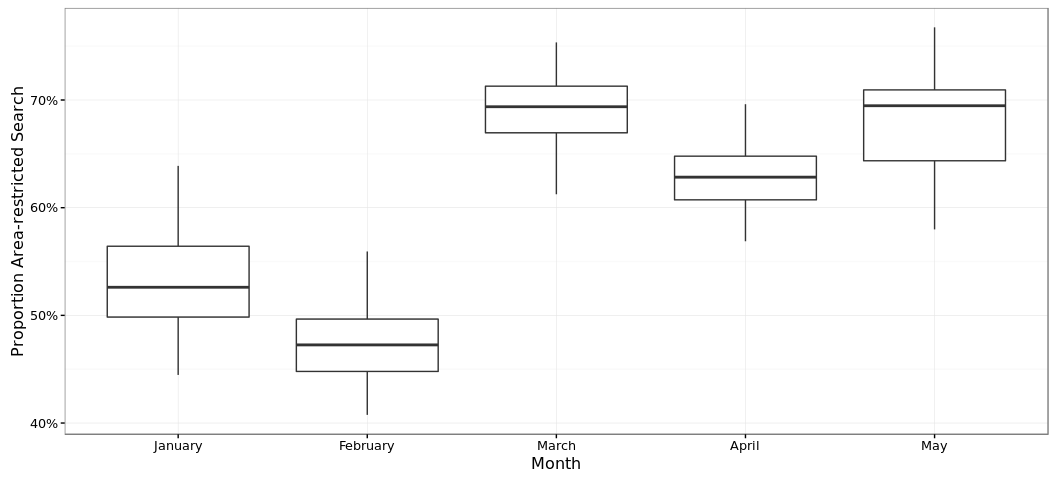 Proportion Area-restricted Search
70%
60%
50%
40%
January
February
March
April
May
Month